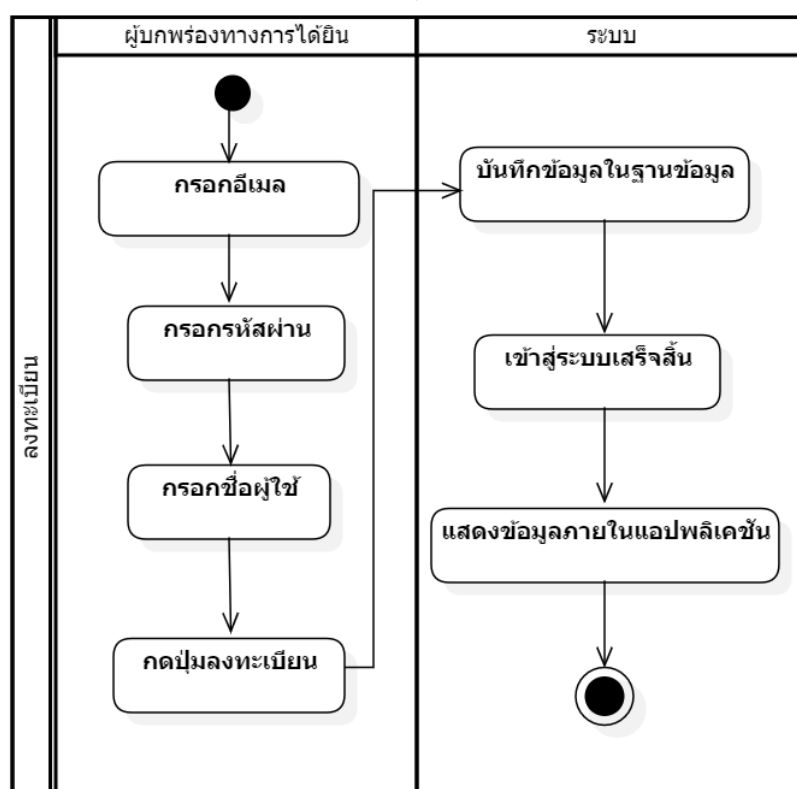 ผู้บกพร่องทางการได้ยิน
ระบบ
ลงทะเบียน
กรอกอีเมล
กรอกรหัสผ่าน
กรอกชื่อผู้ใช้
กดปุ่มลงทะเบียน
บันทึกข้อมูลในฐานข้อมูล
เข้าสู่ระบบเสร็จสิ้น
แสดงข้อมูลภายในแอปพลิเคชัน